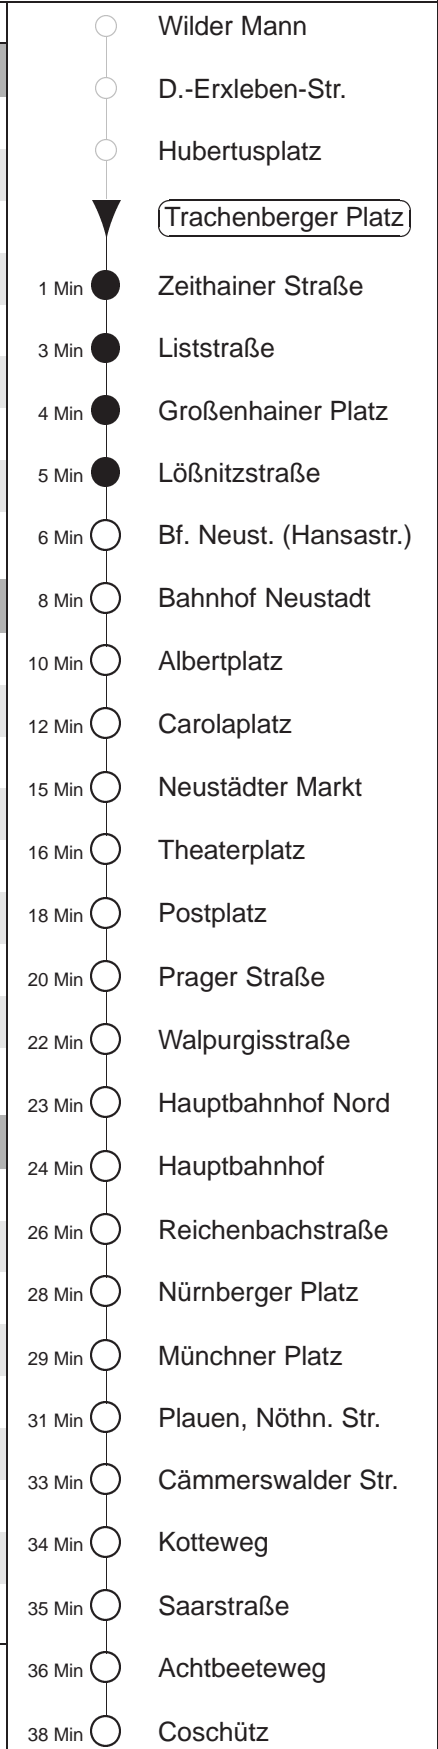 Wilder Mann
D.-Erxleben-Str.
Hubertusplatz
Trachenberger Platz
1 Min Zeithainer Straße
3 Min Liststraße
4 Min Großenhainer Platz
5 Min Lößnitzstraße
6 Min Bf. Neust. (Hansastr.)
8 Min Bahnhof Neustadt
10 Min Albertplatz
12 Min Carolaplatz
15 Min Neustädter Markt
16 Min Theaterplatz
18 Min Postplatz
20 Min Prager Straße
22 Min Walpurgisstraße
23 Min Hauptbahnhof Nord
24 Min Hauptbahnhof
26 Min Reichenbachstraße
28 Min Nürnberger Platz
29 Min Münchner Platz
31 Min Plauen, Nöthn. Str.
33 Min Cämmerswalder Str.
34 Min Kotteweg
35 Min Saarstraße
36 Min Achtbeeteweg
38 Min Coschütz